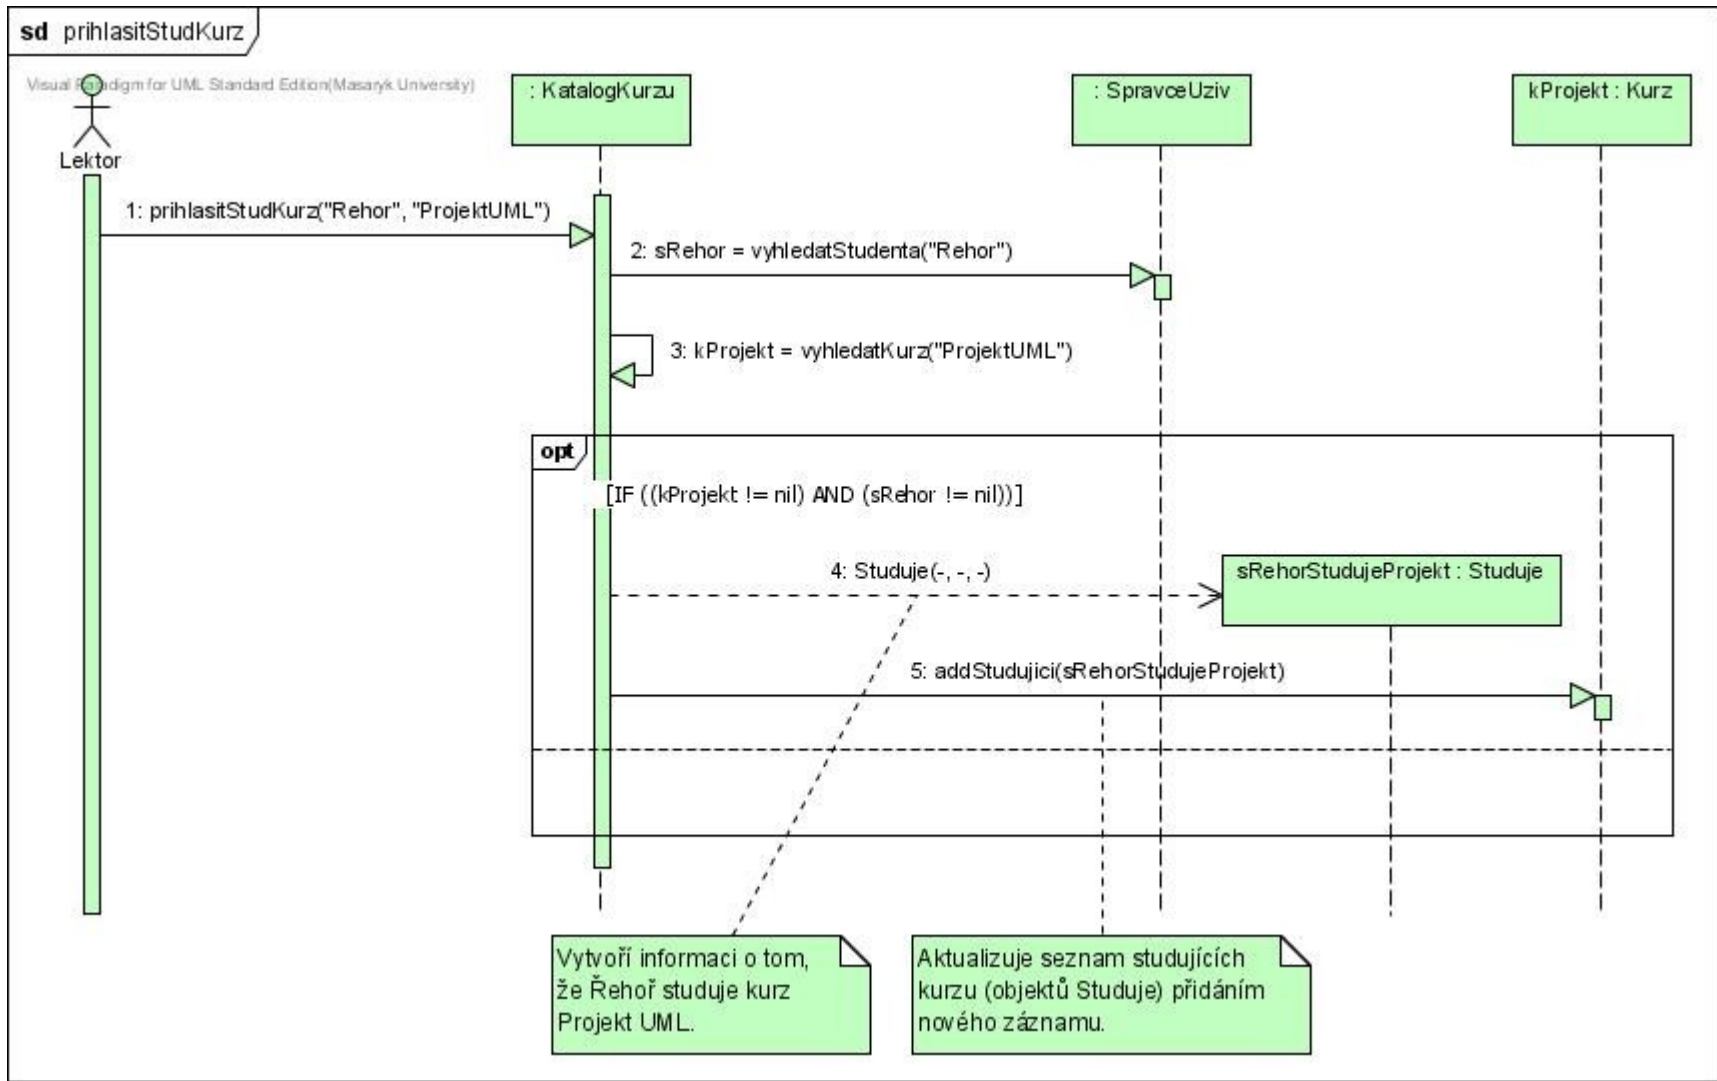 sd prihlasitStudKurz
Visual Paradigm for UML Standard Edition(Masaryk University)
: KatalogKurzu
: SpravceUziv
kProjekt : Kurz
Lektor
1: prihlasitStudKurz("Rehor", "ProjektUML")
2: sRehor = vyhledatStudenta("Rehor")
3: kProjekt = vyhledatKurz("ProjektUML")
opt
[IF ((kProjekt != nil) AND (sRehor != nil))]
4: Studuje(-, -, -)
sRehorStudujeProjekt : Studuje
5: addStudujici(sRehorStudujeProjekt)
Vytvoří informaci o tom,
že Řehoř studuje kurz
Projekt UML.
Aktualizuje seznam studujících
kurzu (objektů Studuje) přidáním
nového záznamu.